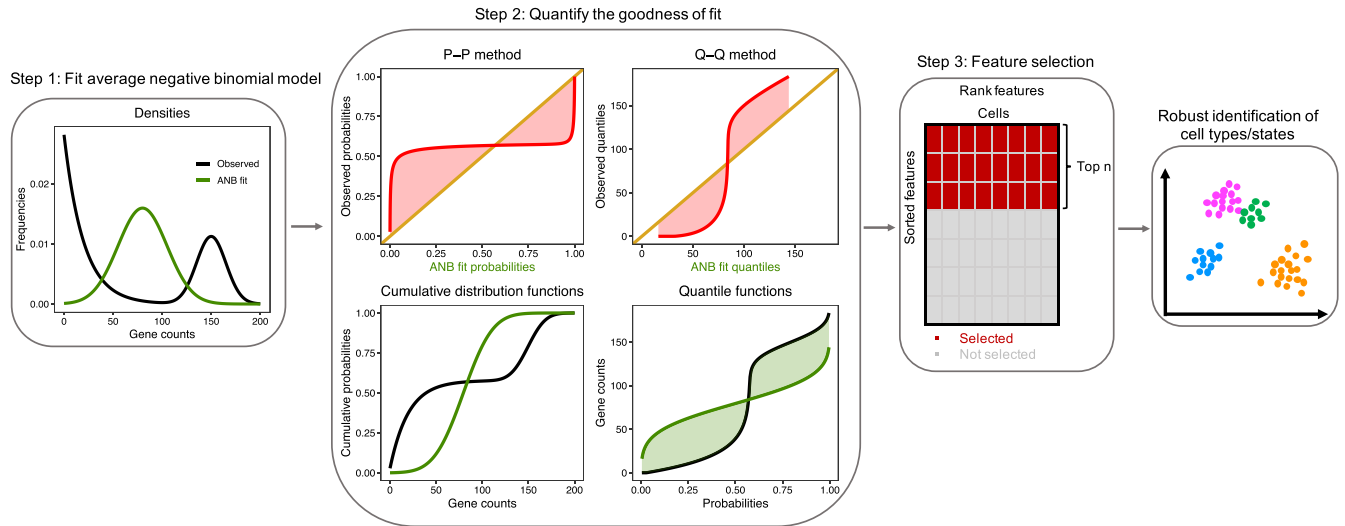 Step 2: Quantify the goodness of fit
Step 1: Fit average negative binomial model
Densities
Frequencies
0.02
0.01
0.00
Observed
ANB fit
0
50
100
150
200
Gene counts
P–P method
Observed probabilities
1.00
0.75
0.50
0.25
0.00
0.00
0.25
0.50
0.75
1.00
ANB fit probabilities
Q–Q method
Observed quantiles
150
100
50
0
0
50
100
150
ANB fit quantiles
Cumulative distribution functions
Cumulative probabilities
1.00
0.75
0.50
0.25
0.00
0
50
100
150
200
Gene counts
Quantile functions
Gene counts
150
100
50
0
0.00
0.25
0.50
0.75
1.00
Probabilities
Step 3: Feature selection
Rank features
Cells
Sorted features
Top n
Selected
Not selected
Robust identification of
cell types/states